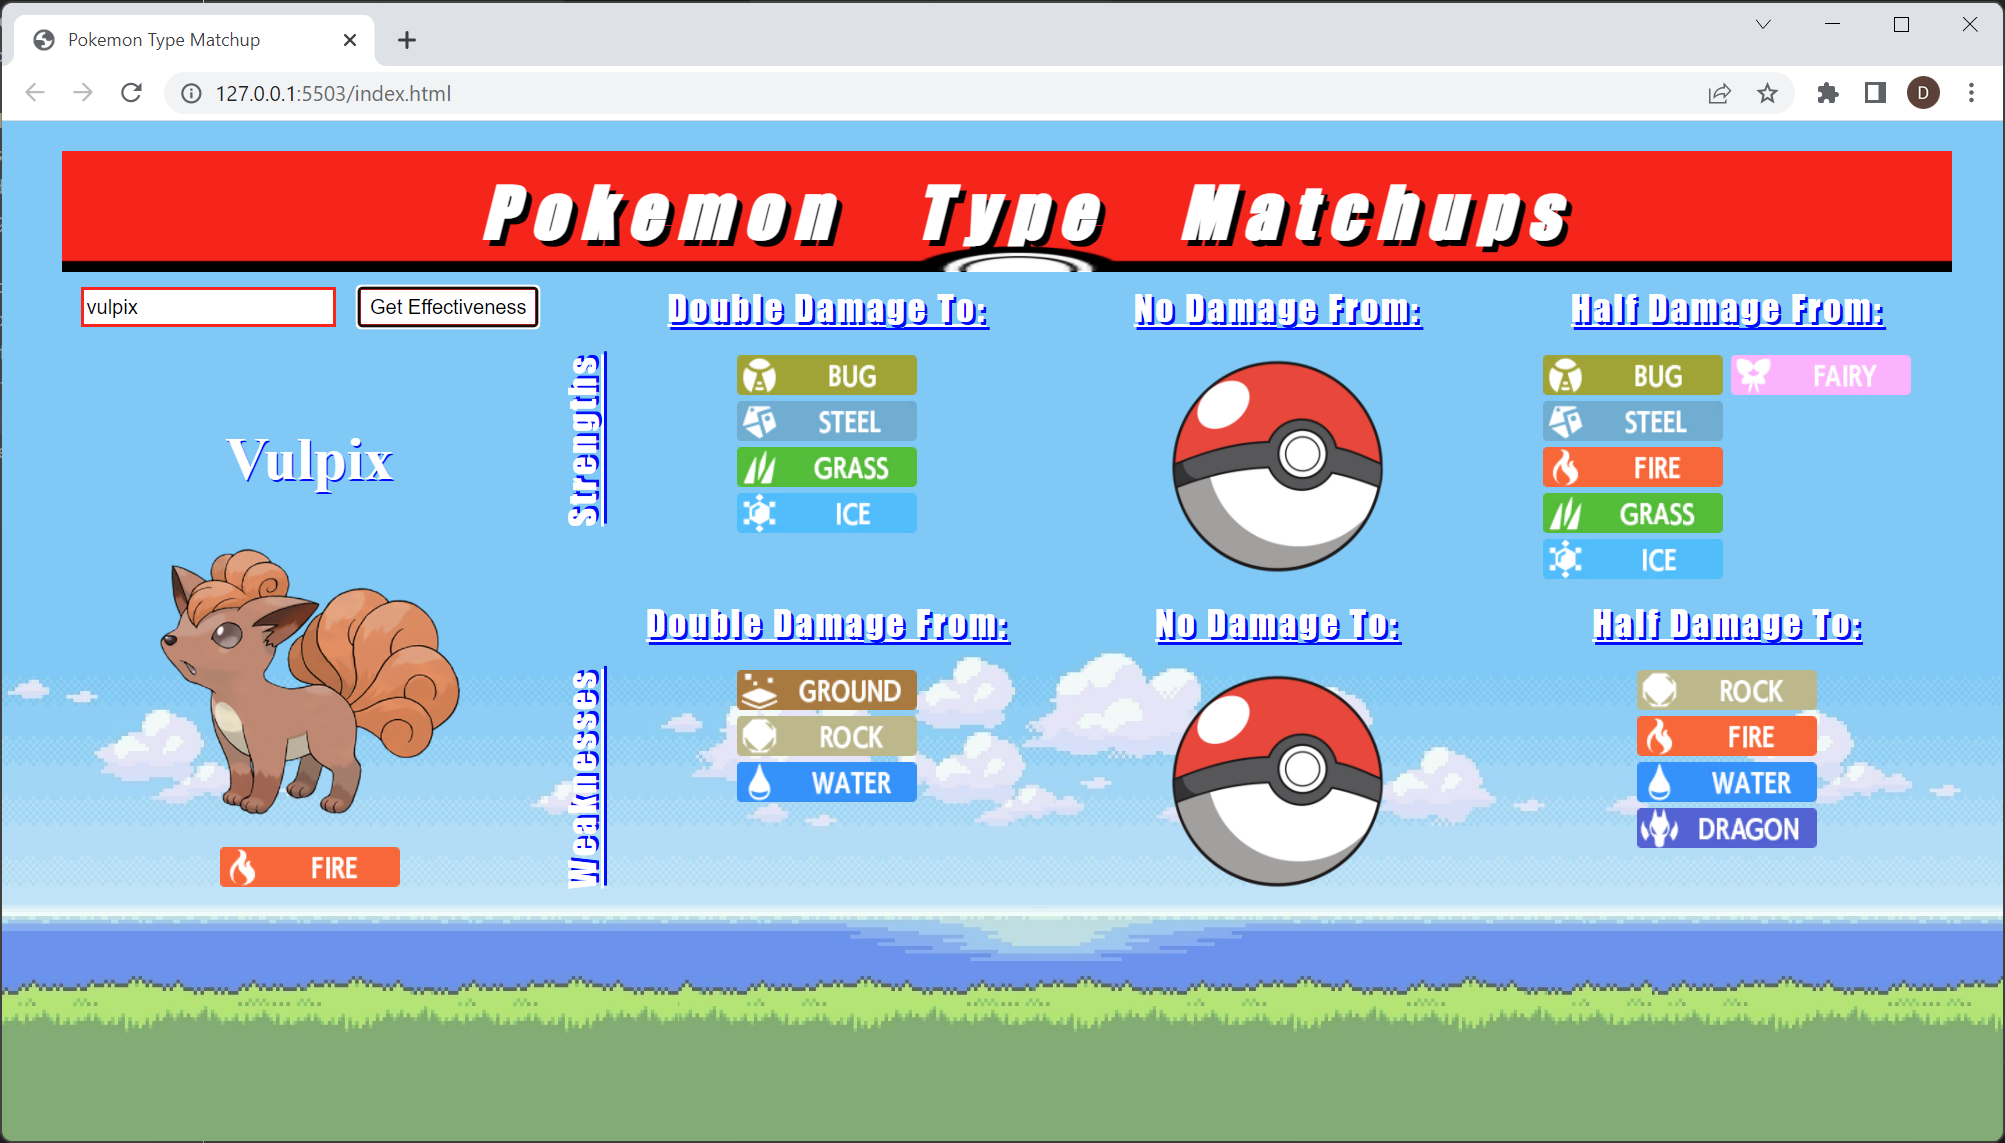 Pokemon Type Matchup
127.0.0.1:5503/index.html
D
Pokemon Type Matchups
vulpix
Get Effectiveness
Vulpix
FIRE
Strengths
Double Damage To:
BUG
STEEL
GRASS
ICE
No Damage From:
Half Damage From:
BUG FAIRY
STEEL
FIRE
GRASS
ICE
Weaknesses
Double Damage From:
GROUND
ROCK
WATER
No Damage To:
Half Damage To:
ROCK
FIRE
WATER
DRAGON